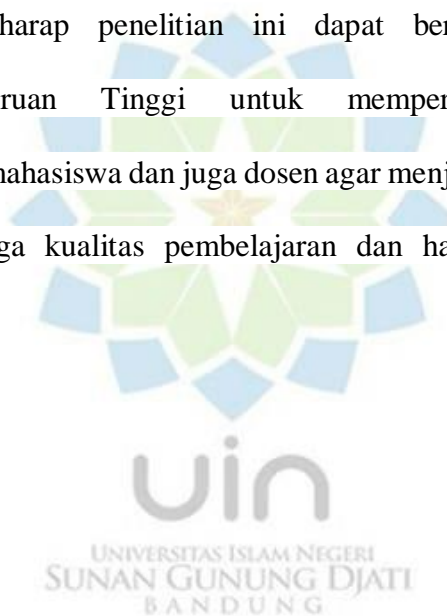 harap penelitian ini dapat ber
ruan Tinggi untuk memper
mahasiswa dan juga dosen agar menj
ga kualitas pembelajaran dan ha
uin
UNIVERSITAS ISLAM NEGERI
SUNAN GUNUNG DJATI
BANDUNG